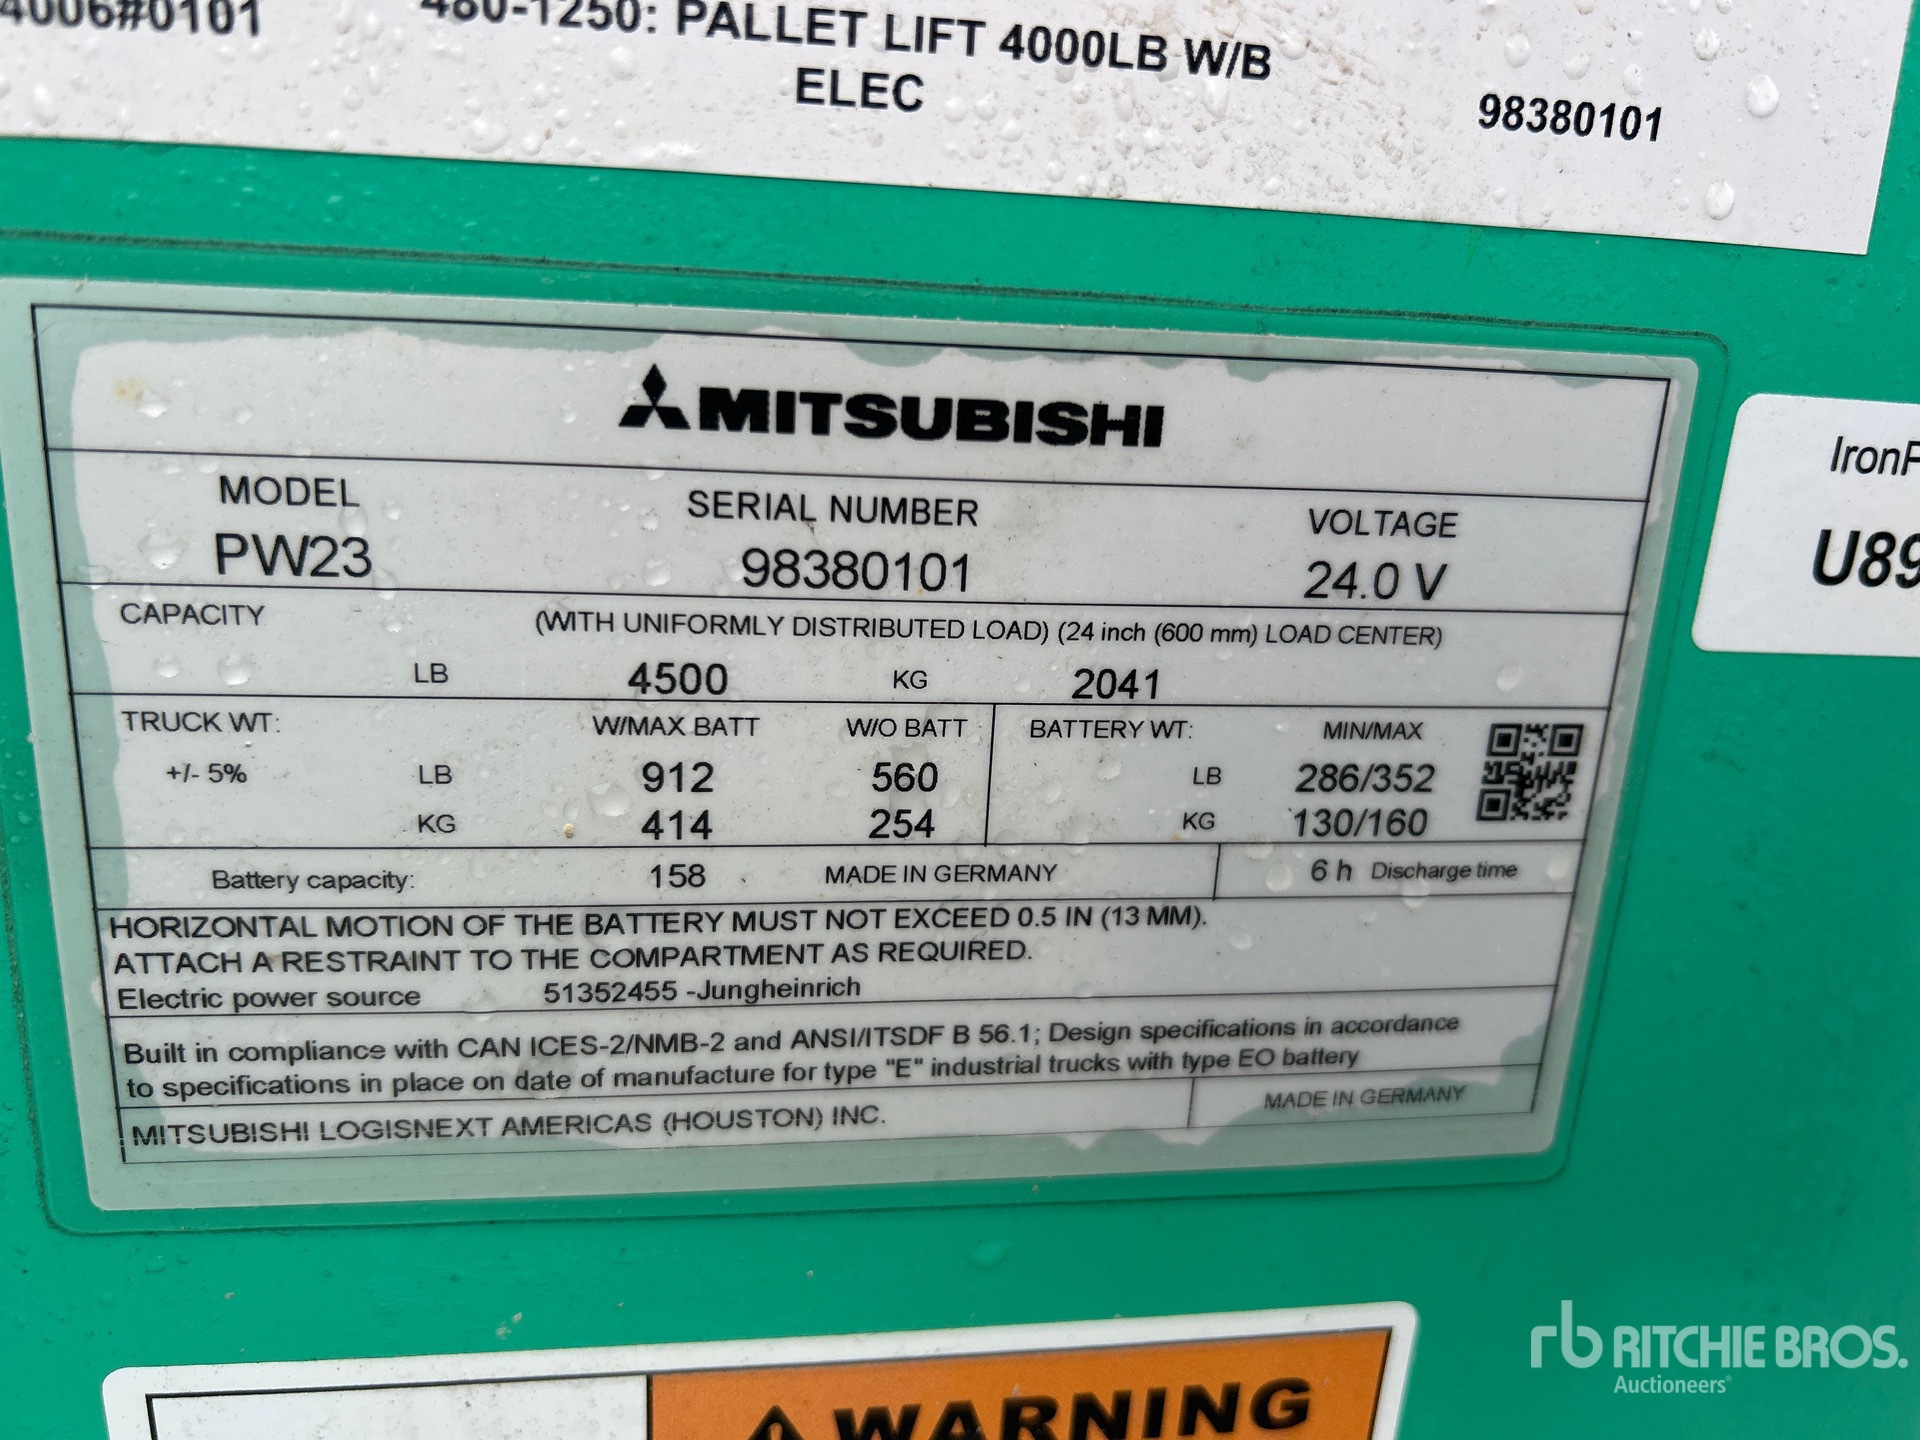 4006#0101
480-1250: PALLET LIFT 4000LB W/B
ELEC
98380101
MITSUBISHI
MODEL SERIAL NUMBER VOLTAGE
PW23 98380101 24.0 V
CAPACITY (WITH UNIFORMLY DISTRIBUTED LOAD) (24 inch (600 mm) LOAD CENTER)
LB 4500 KG 2041
TRUCK WT: W/MAX BATT W/O BATT BATTERY WT: MIN/MAX
+/- 5% LB 912 560 LB 286/352
KG 414 254 KG 130/160
Battery capacity: 158 MADE IN GERMANY 6 h Discharge time
HORIZONTAL MOTION OF THE BATTERY MUST NOT EXCEED 0.5 IN (13 MM).
ATTACH A RESTRAINT TO THE COMPARTMENT AS REQUIRED.
Electric power source 51352455 -Jungheinrich
Built in compliance with CAN ICES-2/NMB-2 and ANSI/ITSDF B 56.1; Design specifications in accordance
to specifications in place on date of manufacture for type "E" industrial trucks with type EO battery
MITSUBISHI LOGISNEXT AMERICAS (HOUSTON) INC. MADE IN GERMANY
IronP
U89
WARNING
rb RITCHIE BROS.
Auctioneers